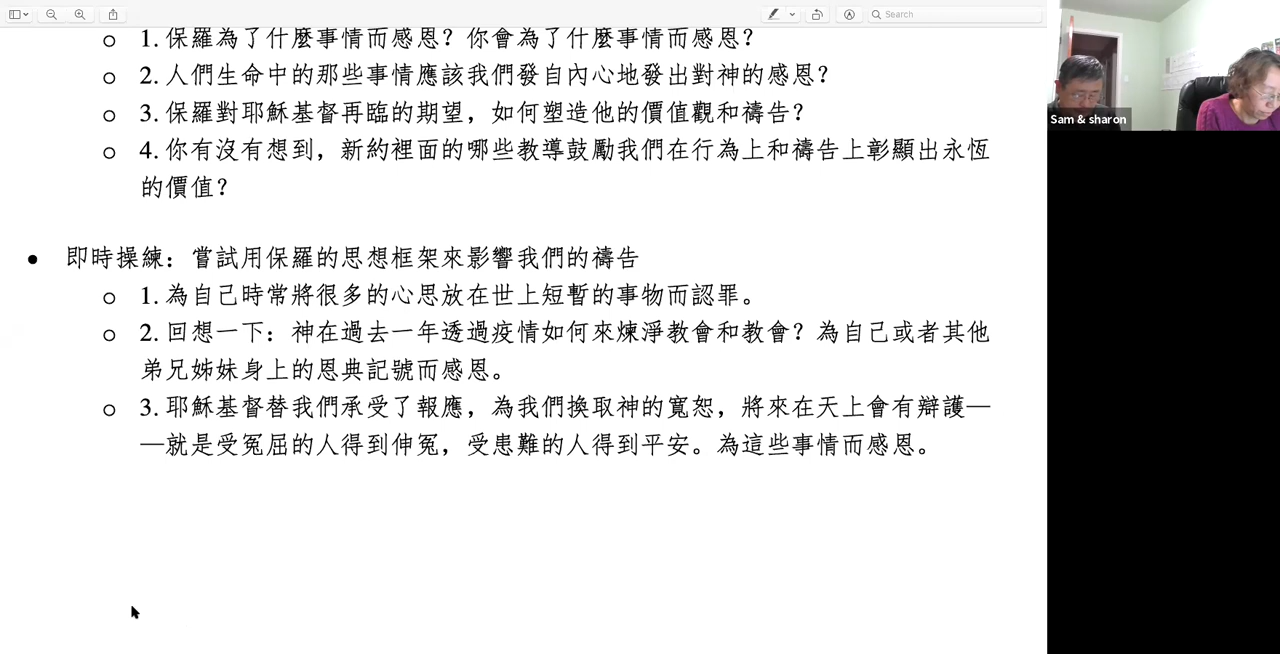 Search
1. 保羅為了什麼事情而感恩？你會為了什麼事情而感恩？
2. 人們生命中的那些事情應該我們發自內心地發出對神的感恩？
3. 保羅對耶穌基督再臨的期望，如何塑造他的價值觀和禱告？
4. 你有沒有想到，新約裡面的哪些教導鼓勵我們在行為上和禱告上彰顯出永恆
的價值？
即時操練：嘗試用保羅的思想框架來影響我們的禱告
1. 為自己時常將很多的心思放在世上短暫的事物而認罪。
2. 回想一下：神在過去一年透過疫情如何來煉淨教會和教會？為自己或者其他
弟兄姊妹身上的恩典記號而感恩。
3. 耶穌基督替我們承受了報應，為我們換取神的寬恕，將來在天上會有辯護—
—就是受冤屈的人得到伸冤，受患難的人得到平安。為這些事情而感恩。
Sam & sharon